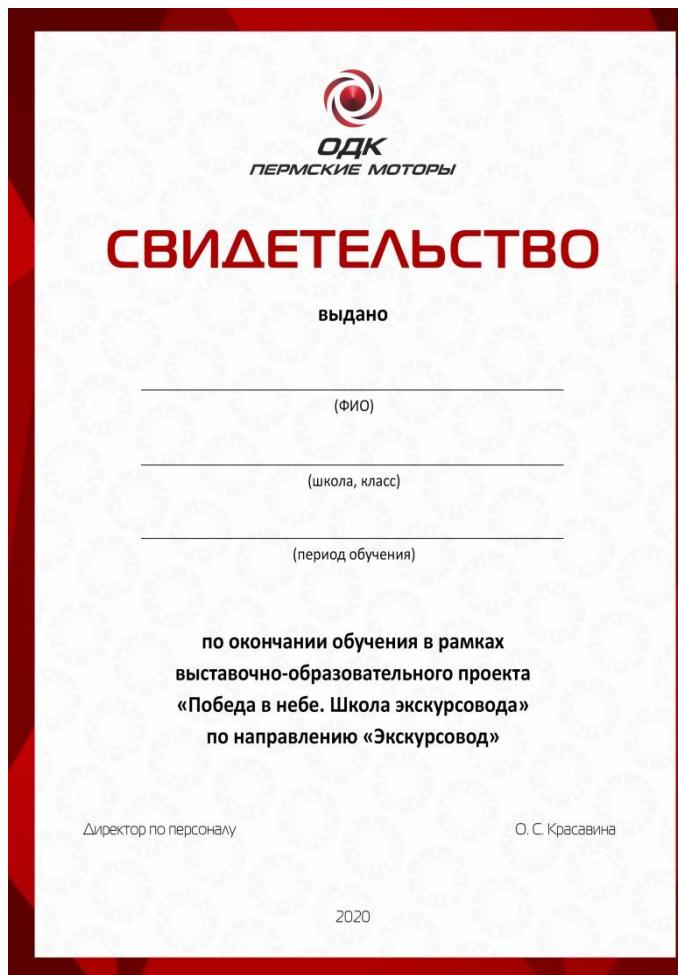 ОДК
ПЕРМСКИЕ МОТОРЫ
СВИДЕТЕЛЬСТВО
выдано
(ФИО)
(школа, класс)
(период обучения)
по окончании обучения в рамках
выставочно-образовательного проекта
«Победа в небе. Школа экскурсовода»
по направлению «Экскурсовод»
Директор по персоналу О. С. Красавина
2020